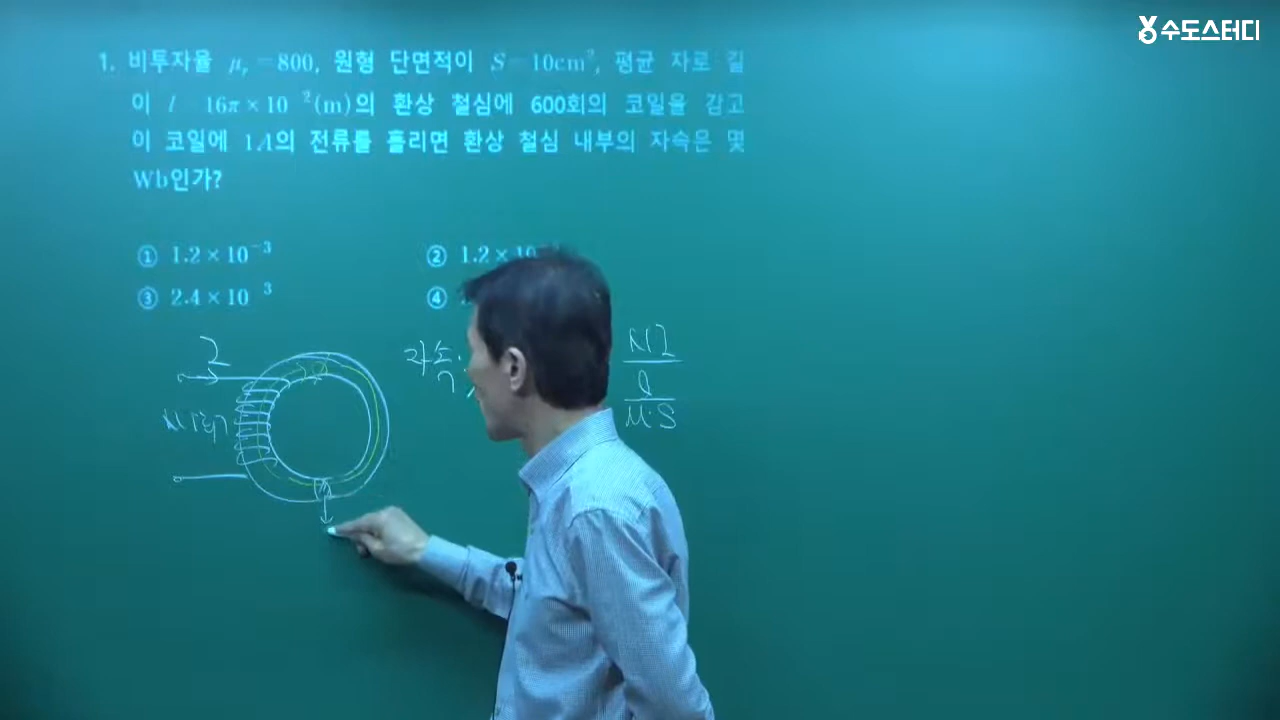 수도스터디
1. 비투자율 μr = 800, 원형 단면적이 S = 10cm², 평균 자로 길
이 l 16π × 10⁻²(m)의 환상 철심에 600회의 코일을 감고
이 코일에 1A의 전류를 흘리면 환상 철심 내부의 자속은 몇
Wb인가?
① 1.2 × 10⁻³ ② 1.2 × 10
③ 2.4 × 10 ³ ④
자속
NI
l
μ·S